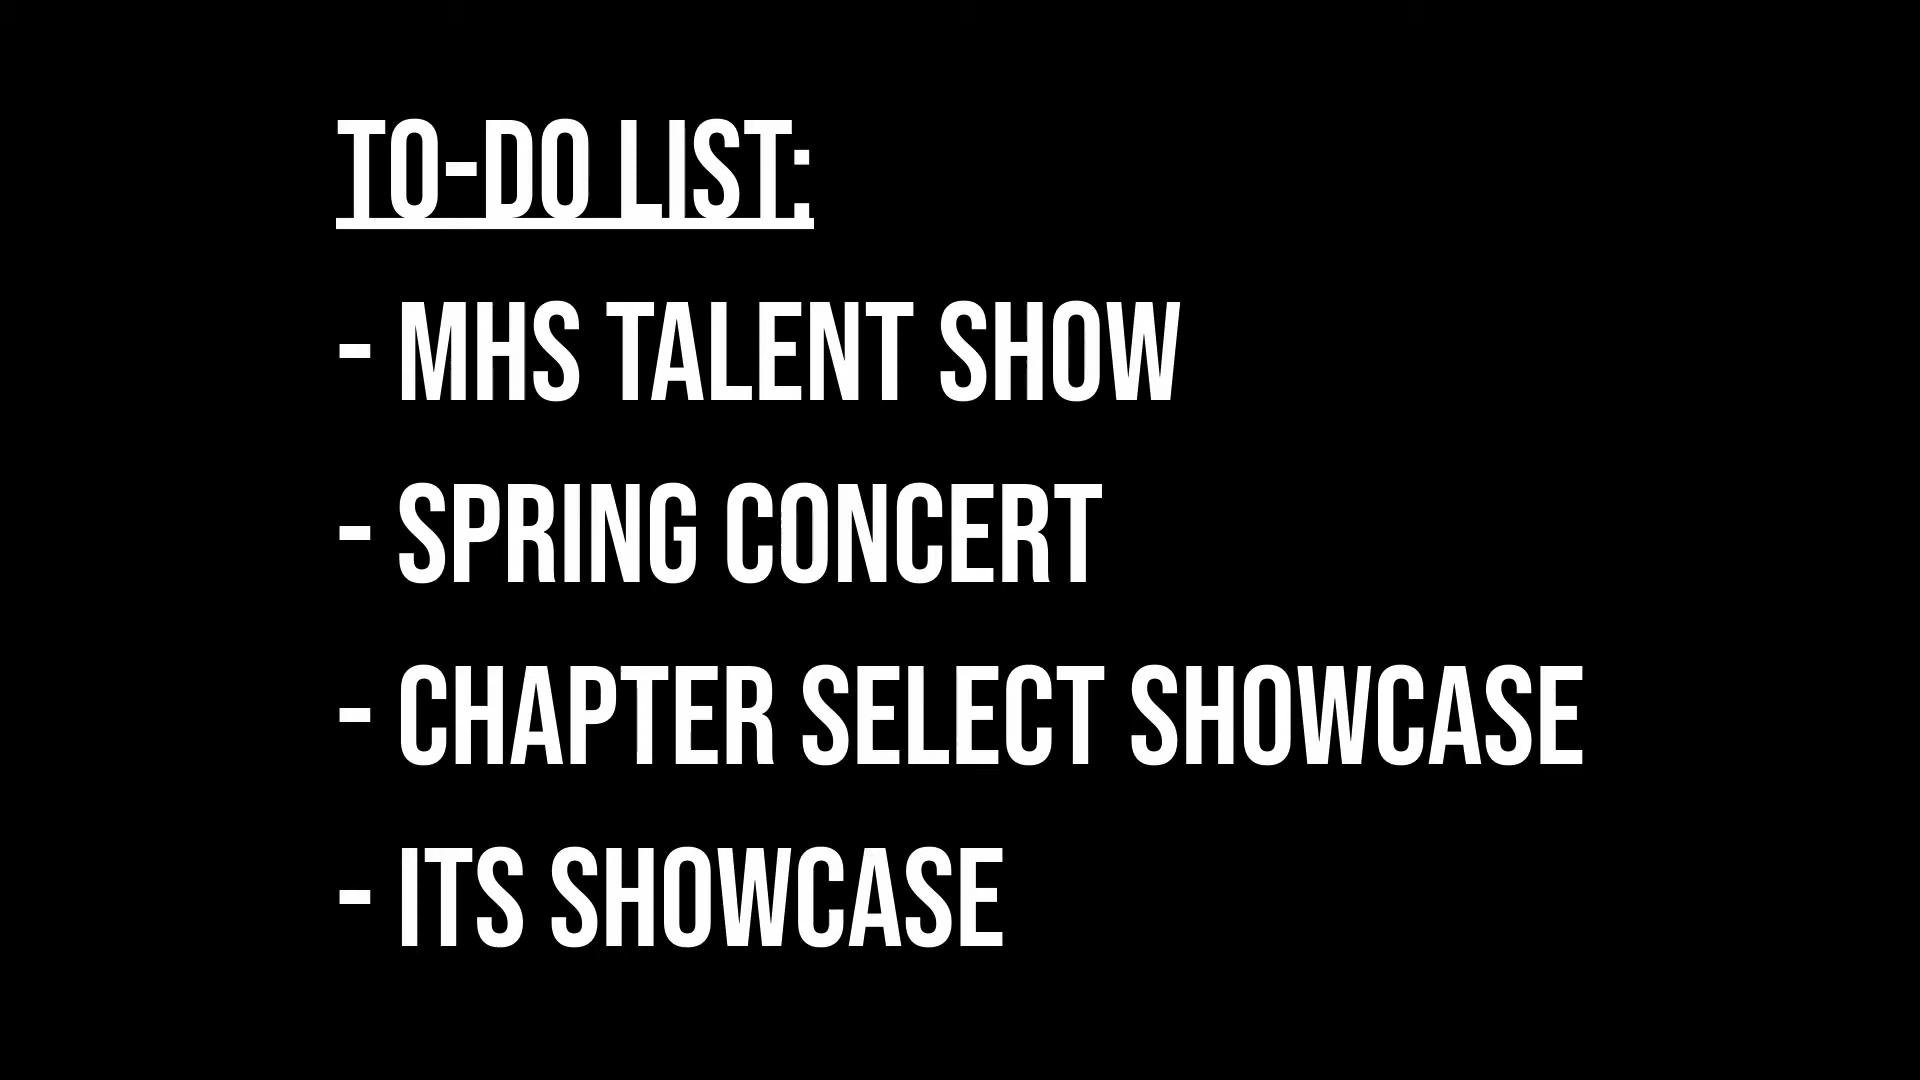 TO-DO LIST:
- MHS TALENT SHOW
- SPRING CONCERT
- CHAPTER SELECT SHOWCASE
- ITS SHOWCASE